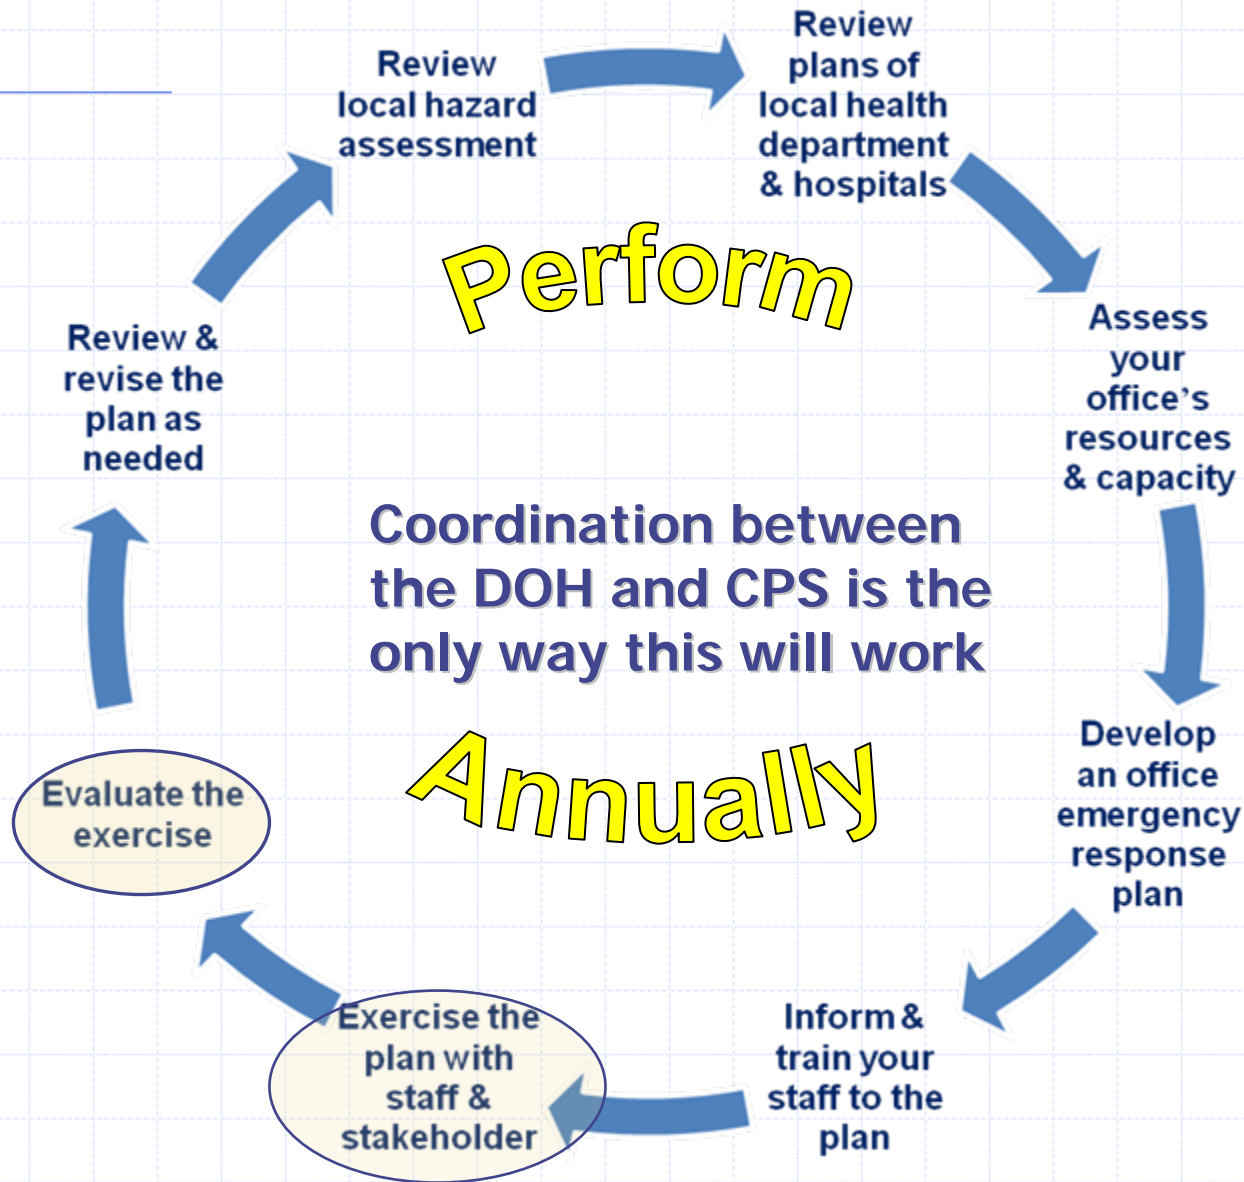 Review
local hazard
assessment
Review
plans of
local health
department
& hospitals
Assess
your
office’s
resources
& capacity
Develop
an office
emergency
response
plan
Inform &
train your
staff to the
plan
Exercise the
plan with
staff &
stakeholder
Evaluate the
exercise
Review &
revise the
plan as
needed
Perform
Coordination between
the DOH and CPS is the
only way this will work
Annually